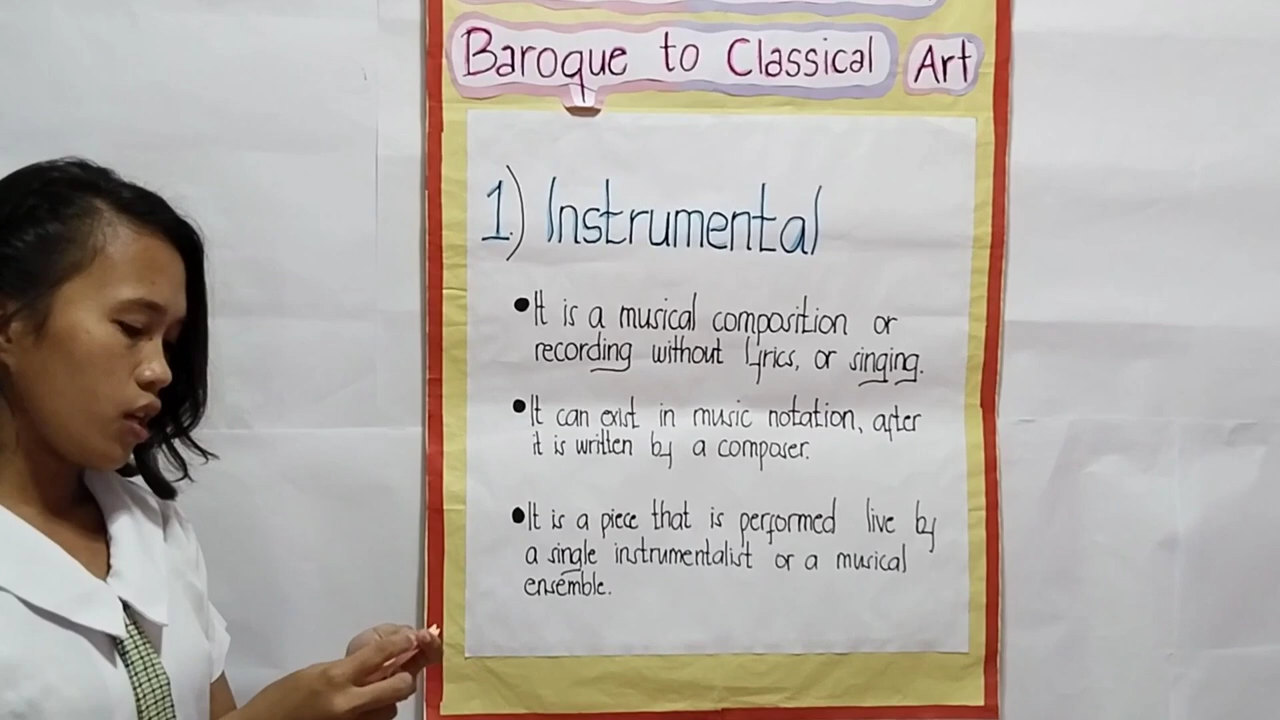 Baroque to Classical Art
1) Instrumental
•It is a musical composition or
recording without lyrics, or singing.
•It can exist in music notation, after
it is written by a composer.
•It is a piece that is performed live by
a single instrumentalist or a musical
ensemble.